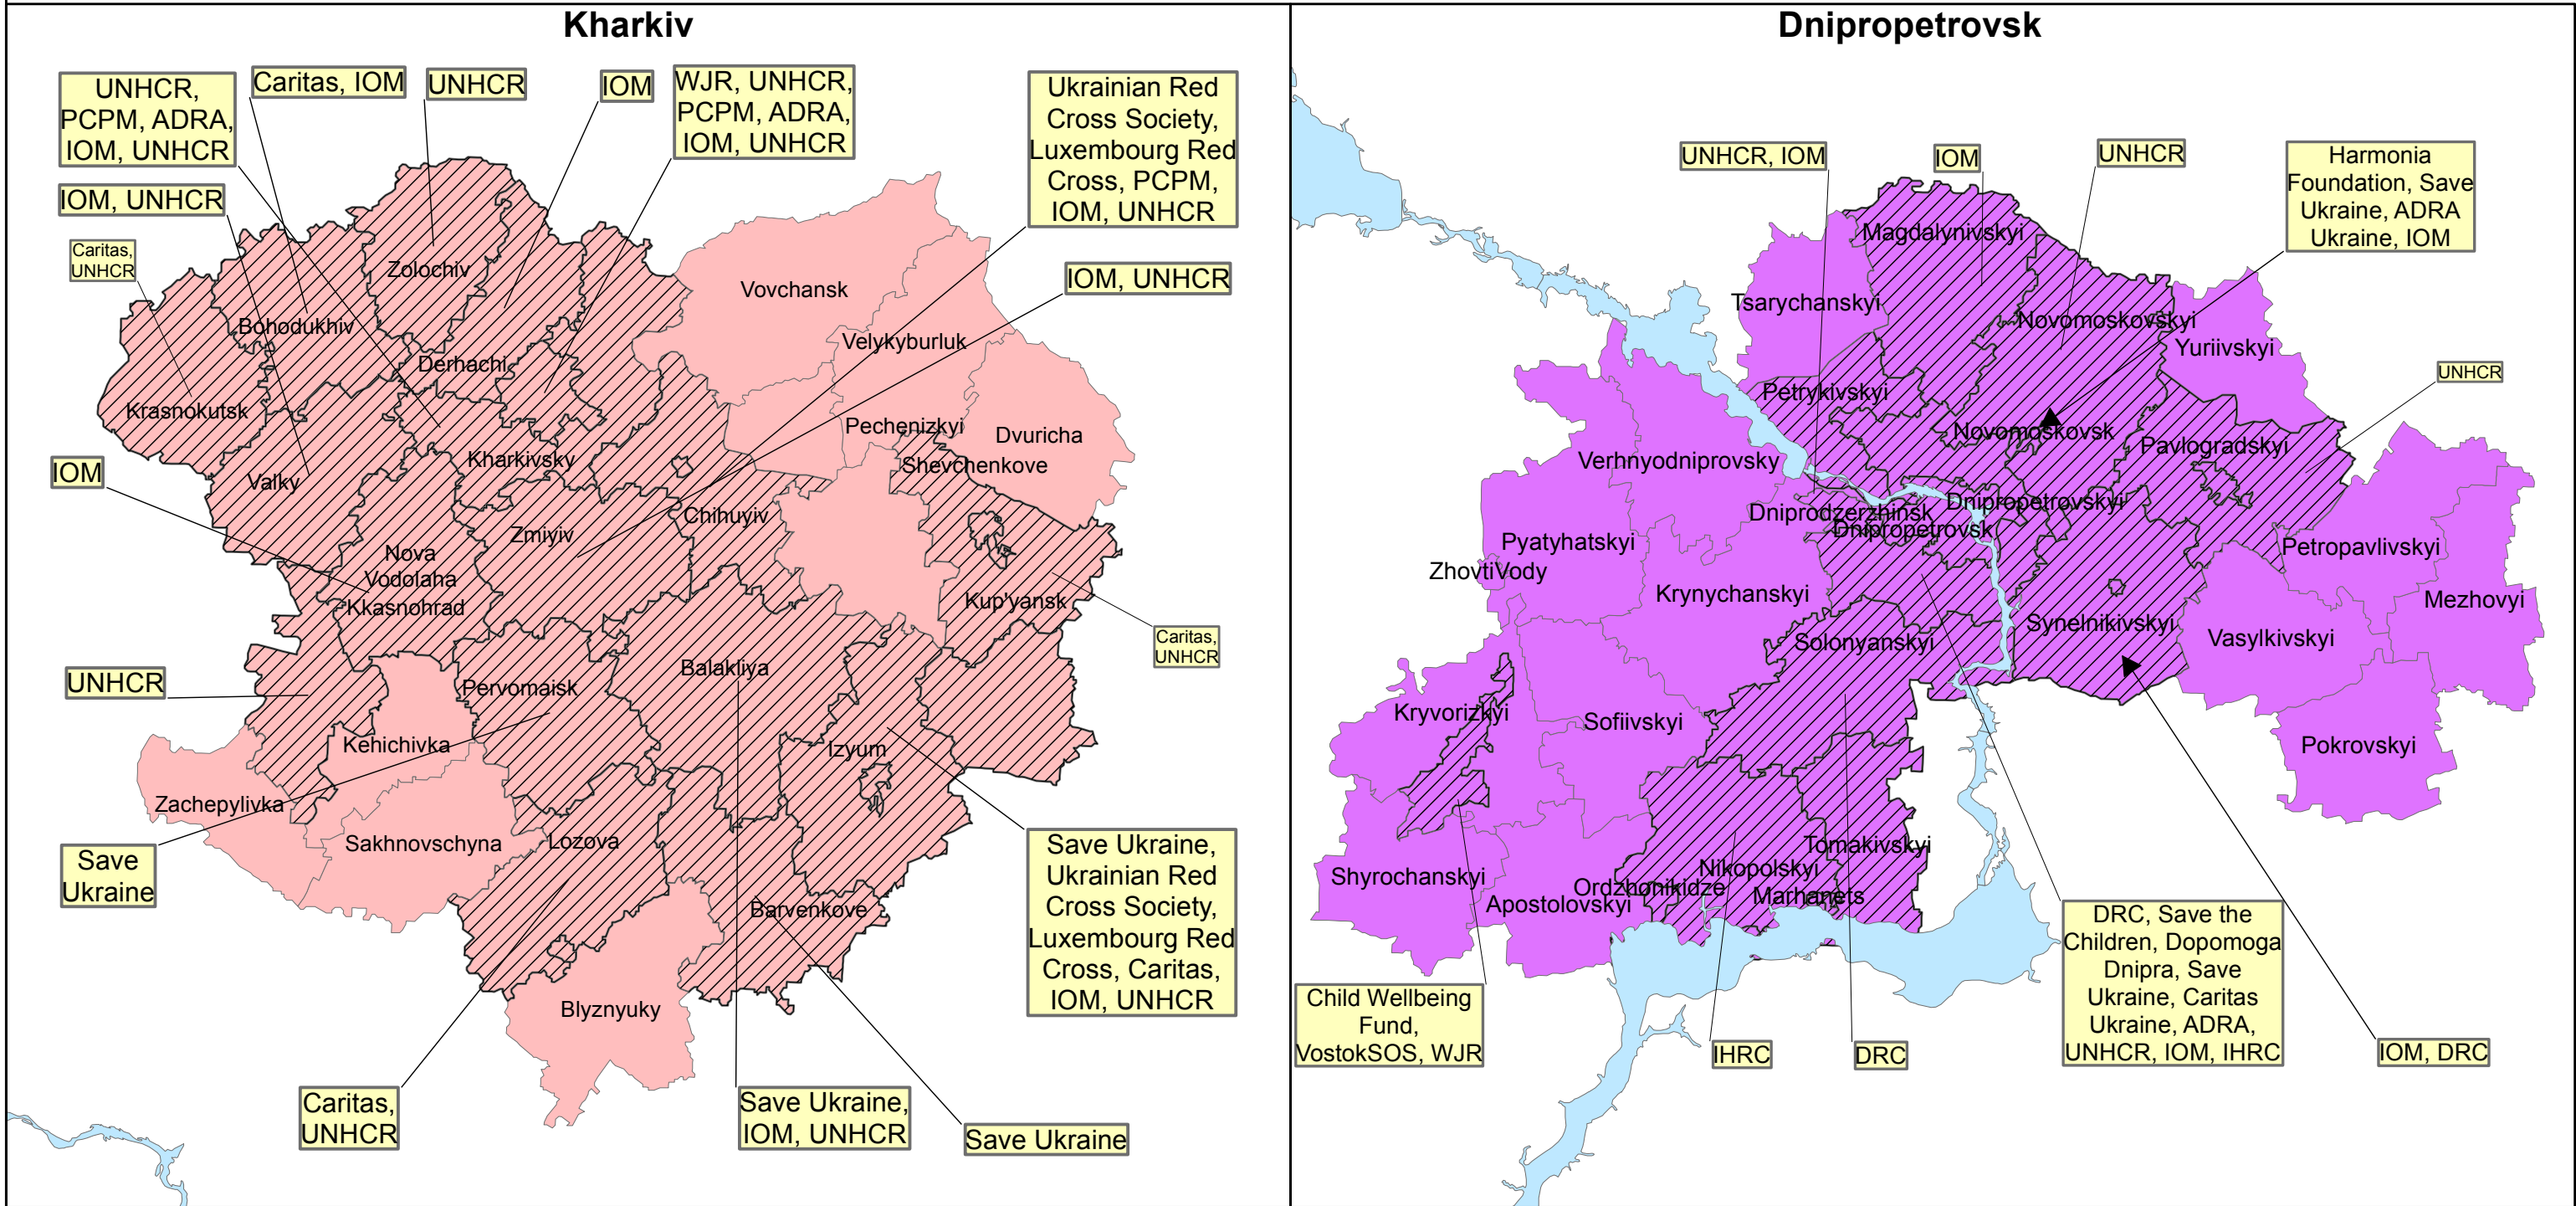 Kharkiv
UNHCR,
PCPM, ADRA,
IOM, UNHCR
Caritas, IOM
UNHCR
IOM
WJR, UNHCR,
PCPM, ADRA,
IOM, UNHCR
Ukrainian Red
Cross Society,
Luxembourg Red
Cross, PCPM,
IOM, UNHCR
IOM, UNHCR
Caritas,
UNHCR
IOM, UNHCR
IOM
UNHCR
Save
Ukraine
Caritas,
UNHCR
Save Ukraine,
IOM, UNHCR
Save Ukraine
Save Ukraine,
Ukrainian Red
Cross Society,
Luxembourg Red
Cross, Caritas,
IOM, UNHCR
Caritas,
UNHCR
Zolochiv
Vovchansk
Bohodukhiv
Velykyburluk
Derhachi
Krasnokutsk
Pechenizkyi
Dvuricha
Kharkivsky
Shevchenkove
Valky
Chihuyiv
Zmiyiv
Nova
Vodolaha
Kkasnohrad
Kup'yansk
Balakliya
Pervomaisk
Kehichivka
Izyum
Zachepylivka
Sakhnovschyna
Lozova
Barvenkove
Blyznyuky
Dnipropetrovsk
UNHCR, IOM
IOM
UNHCR
Harmonia
Foundation, Save
Ukraine, ADRA
Ukraine, IOM
UNHCR
Magdalynivskyi
Tsarychanskyi
Novomoskovskyi
Yuriivskyi
Petrykivskyi
Novomoskovsk
Pavlogradskyi
Verhnyodniprovsky
Dnipropetrovskyi
Dniprodzerzhinsk
Dnipropetrovsk
Pyatyhatskyi
Petropavlivskyi
ZhovtiVody
Krynychanskyi
Mezhovyi
Synelnikivskyi
Solonyanskyi
Vasylkivskyi
Kryvorizkyi
Sofiivskyi
Pokrovskyi
Tomakivskyi
Nikopolskyi
Shyrochanskyi
Ordzhonikidze
Marhanets
Apostolovskyi
Child Wellbeing
Fund,
VostokSOS, WJR
IHRC
DRC
DRC, Save the
Children, Dopomoga
Dnipra, Save
Ukraine, Caritas
Ukraine, ADRA,
UNHCR, IOM, IHRC
IOM, DRC